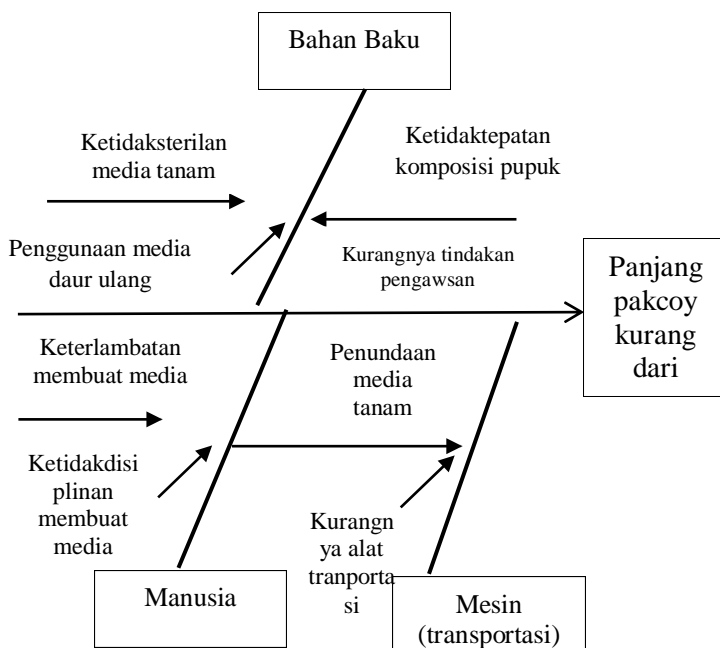 Bahan Baku
Ketidaksterilan
media tanam
Ketidaktepatan
komposisi pupuk
Penggunaan media
daur ulang
Kurangnya tindakan
pengawsan
Panjang
pakcoy
kurang
dari
Keterlambatan
membuat media
Penundaan
media
tanam
Ketidakdisi
plinan
membuat
media
Kurangn
ya alat
tranporta
si
Manusia
Mesin
(transportasi)